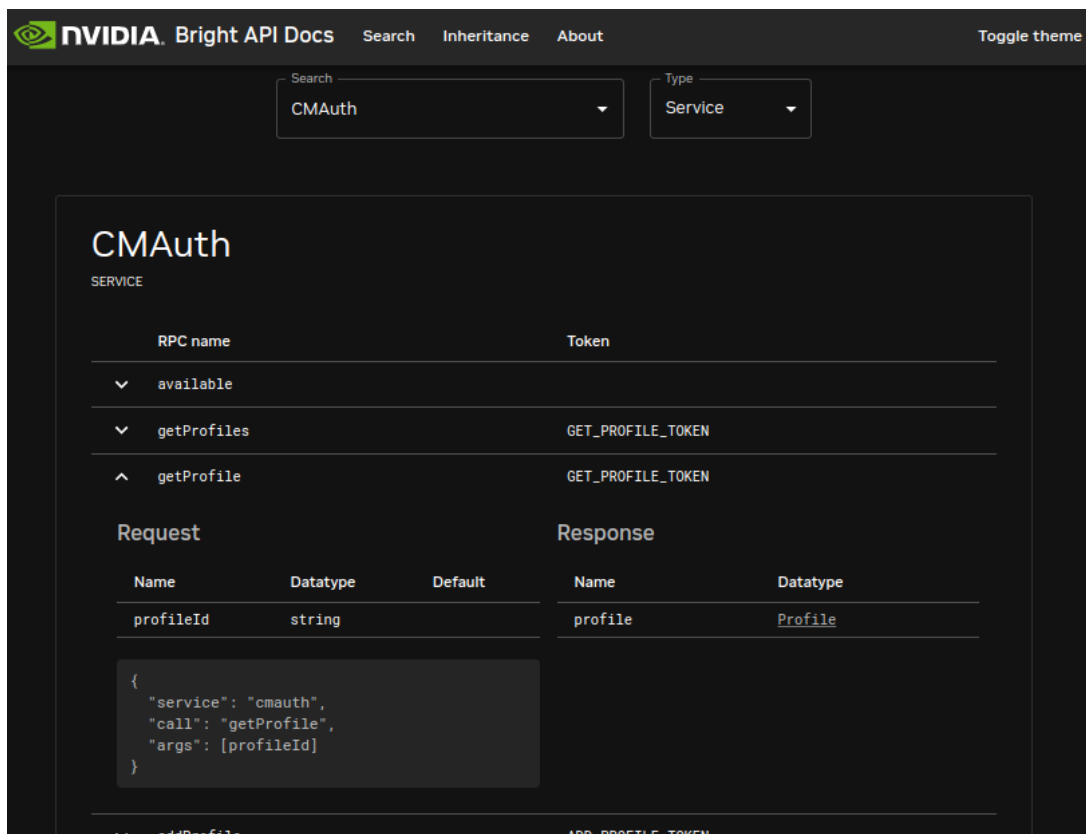 NVIDIA. Bright API Docs Search Inheritance About Toggle theme
Search Type
CMAuth Service
CMAuth
SERVICE
RPC name Token
available
getProfiles GET_PROFILE_TOKEN
getProfile GET_PROFILE_TOKEN
Request Response
Name Datatype Default Name Datatype
profileId string profile Profile
{
"service": "cmauth",
"call": "getProfile",
"args": [profileId]
}
addProfile ADD_PROFILE_TOKEN